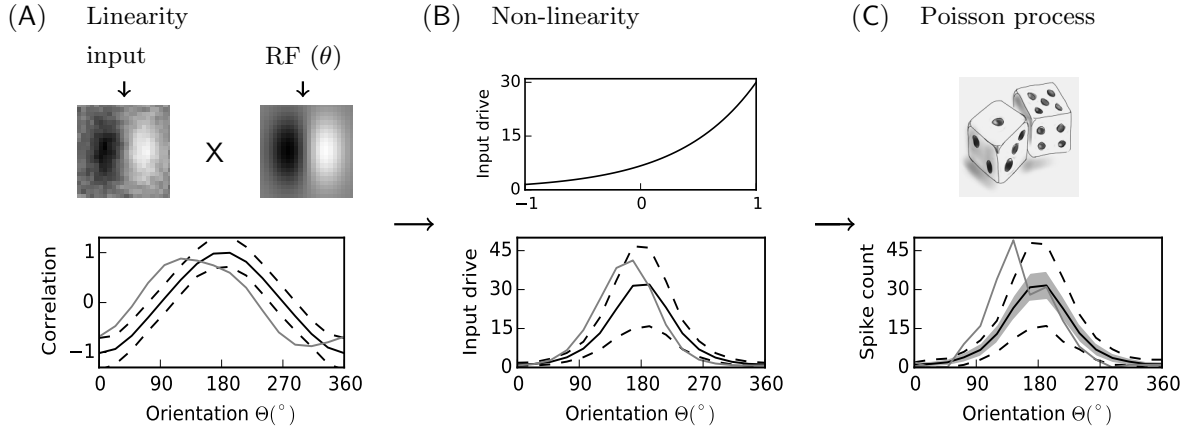 (A) Linearity
input RF (θ)
↓ ↓
X
1
0
−1
Correlation
0 90 180 270 360
Orientation Θ(°)
→
(B) Non-linearity
30
15
0
Input drive
−1 0 1
45
30
15
0
Input drive
0 90 180 270 360
Orientation Θ(°)
→
(C) Poisson process
45
30
15
0
Spike count
0 90 180 270 360
Orientation Θ(°)